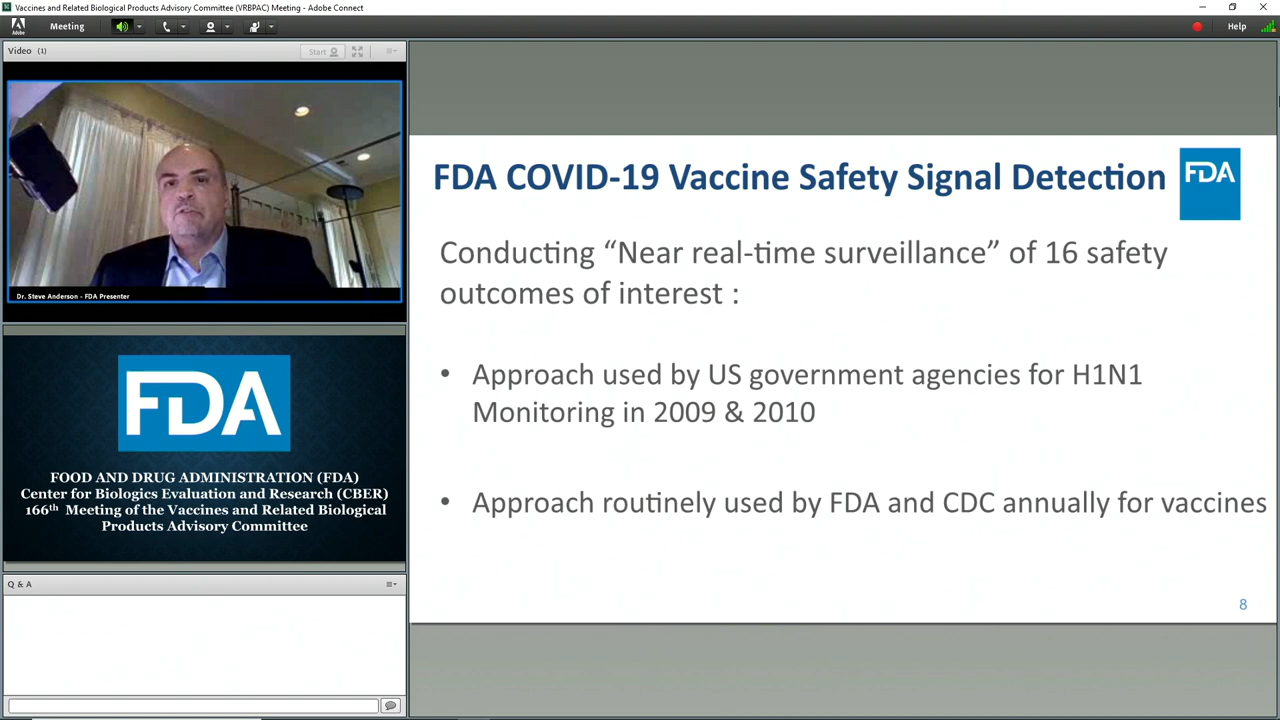 Vaccines and Related Biological Products Advisory Committee (VRBPAC) Meeting - Adobe Connect
Adobe
Meeting
Help
Video (1)
Start
Dr. Steve Anderson - FDA Presenter
FDA
FOOD AND DRUG ADMINISTRATION (FDA)
Center for Biologics Evaluation and Research (CBER)
166th Meeting of the Vaccines and Related Biological
Products Advisory Committee
Q & A
FDA COVID-19 Vaccine Safety Signal Detection
FDA
Conducting “Near real-time surveillance” of 16 safety
outcomes of interest :
• Approach used by US government agencies for H1N1
Monitoring in 2009 & 2010
• Approach routinely used by FDA and CDC annually for vaccines
8